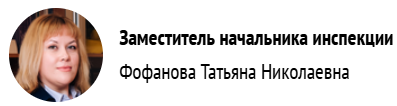 Заместитель начальника инспекции
Фофанова Татьяна Николаевна